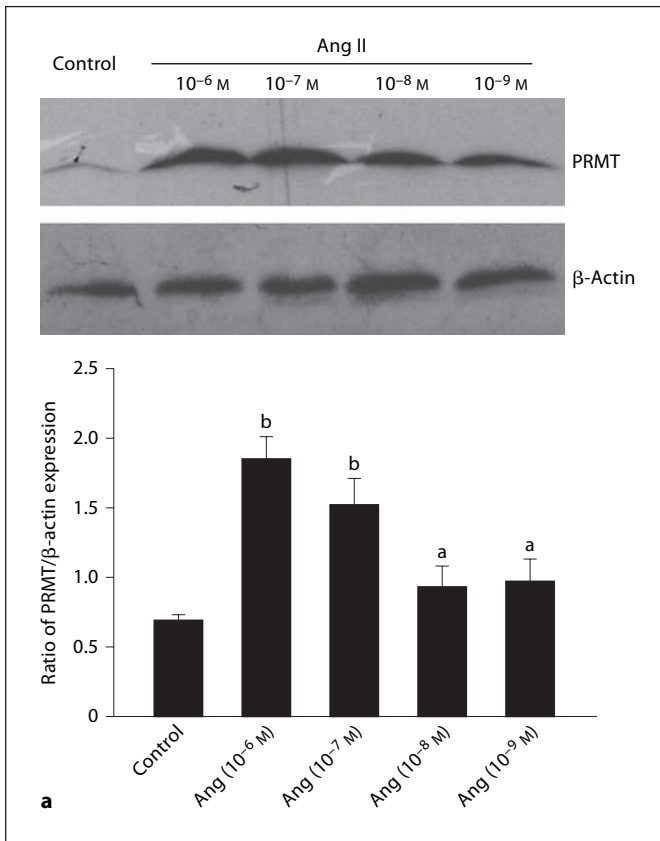 Ang II
Control
10⁻⁶ M 10⁻⁷ M 10⁻⁸ M 10⁻⁹ M
PRMT
β-Actin
2.5
2.0
1.5
1.0
0.5
0
Ratio of PRMT/β-actin expression
b
b
a
a
Control
Ang (10⁻⁶ M)
Ang (10⁻⁷ M)
Ang (10⁻⁸ M)
Ang (10⁻⁹ M)
a